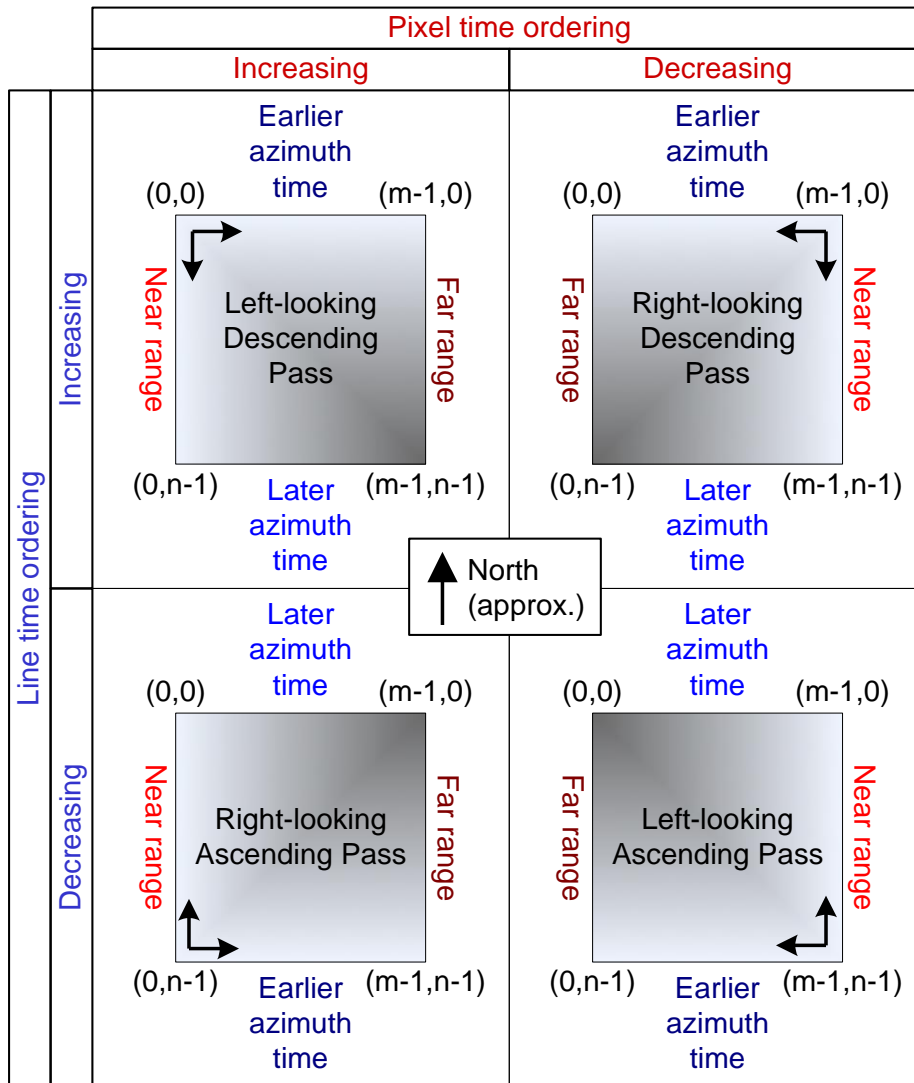 Pixel time ordering
Increasing
Decreasing
Line time ordering
Increasing
Earlier
azimuth
time
(0,0)
(m-1,0)
Near range
Left-looking
Descending
Pass
Far range
(0,n-1)
Later
azimuth
time
(m-1,n-1)
Earlier
azimuth
time
(0,0)
(m-1,0)
Far range
Right-looking
Descending
Pass
Near range
(0,n-1)
Later
azimuth
time
(m-1,n-1)
North
(approx.)
Decreasing
Later
azimuth
time
(0,0)
(m-1,0)
Near range
Right-looking
Ascending Pass
Far range
(0,n-1)
Earlier
azimuth
time
(m-1,n-1)
Later
azimuth
time
(0,0)
(m-1,0)
Far range
Left-looking
Ascending Pass
Near range
(0,n-1)
Earlier
azimuth
time
(m-1,n-1)